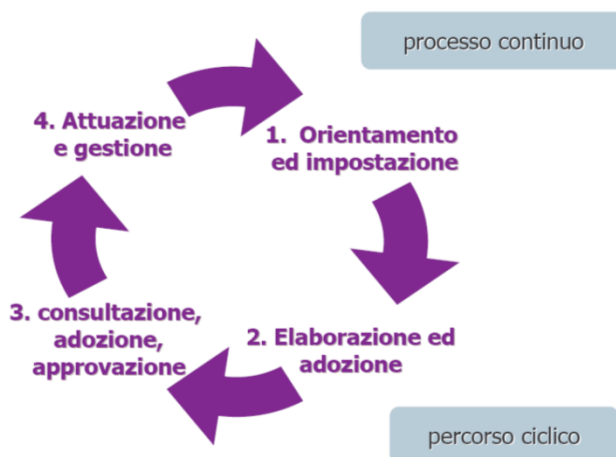 processo continuo
4. Attuazione
e gestione
1. Orientamento
ed impostazione
3. consultazione,
adozione,
approvazione
2. Elaborazione ed
adozione
percorso ciclico